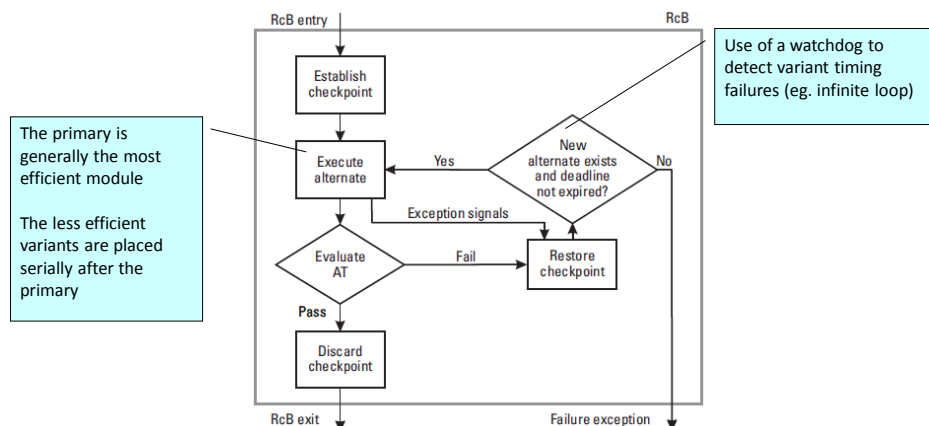 RcB entry
RcB
Use of a watchdog to
detect variant timing
failures (eg. infinite loop)
Establish
checkpoint
The primary is
generally the most
efficient module
The less efficient
variants are placed
serially after the
primary
Execute
alternate
Yes
New
alternate exists
and deadline
not expired?
No
Exception signals
Evaluate
AT
Fail
Restore
checkpoint
Pass
Discard
checkpoint
RcB exit
Failure exception